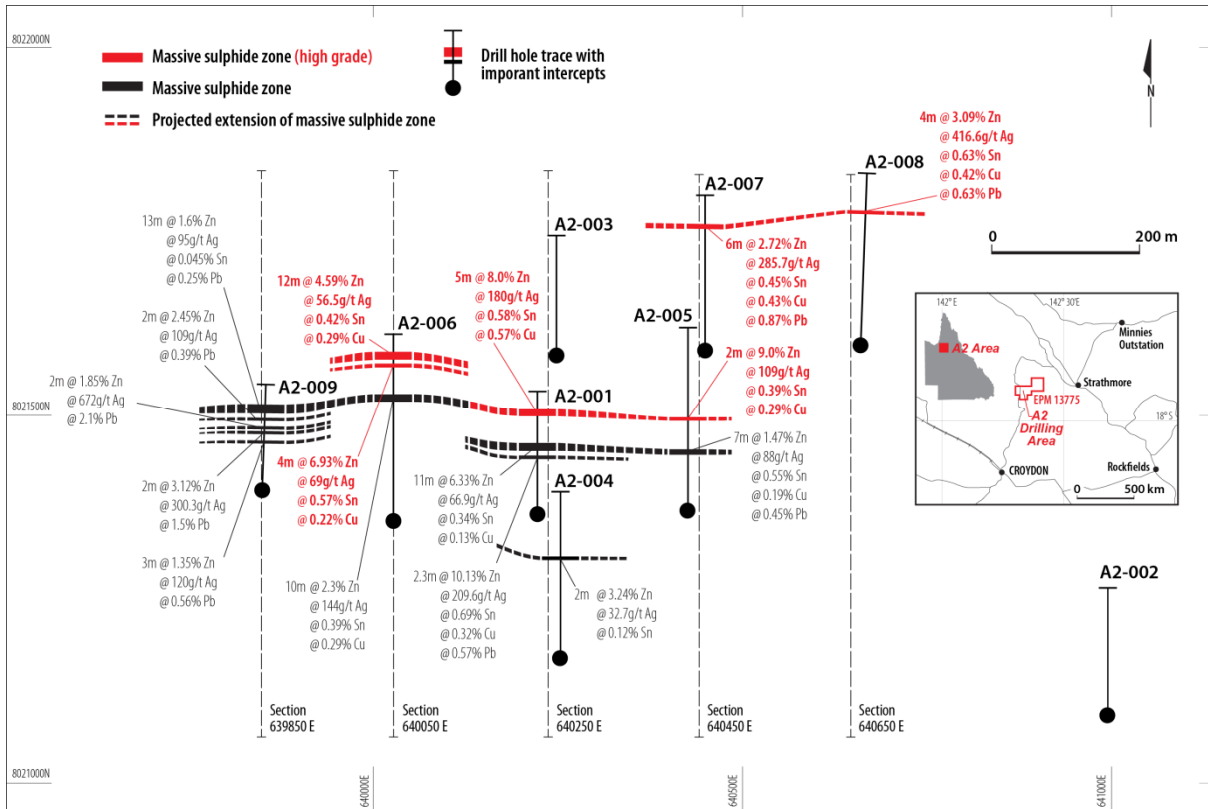 8022000N
Massive sulphide zone (high grade)
Massive sulphide zone
Projected extension of massive sulphide zone
Drill hole trace with
imporant intercepts
N
4m @ 3.09% Zn
@ 416.6g/t Ag
@ 0.63% Sn
@ 0.42% Cu
@ 0.63% Pb
A2-008
A2-007
A2-003
0
200 m
13m @ 1.6% Zn
@ 95g/t Ag
@ 0.045% Sn
@ 0.25% Pb
12m @ 4.59% Zn
@ 56.5g/t Ag
@ 0.42% Sn
@ 0.29% Cu
5m @ 8.0% Zn
@ 180g/t Ag
@ 0.58% Sn
@ 0.57% Cu
6m @ 2.72% Zn
@ 285.7g/t Ag
@ 0.45% Sn
@ 0.43% Cu
@ 0.87% Pb
A2-006
A2-005
2m @ 2.45% Zn
@ 109g/t Ag
@ 0.39% Pb
2m @ 9.0% Zn
@ 109g/t Ag
@ 0.39% Sn
@ 0.29% Cu
2m @ 1.85% Zn
@ 672g/t Ag
@ 2.1% Pb
A2-009
A2-001
8021500N
142° E
142° 30'E
A2 Area
Minnies
Outstation
Strathmore
EPM 13775
A2
Drilling
Area
18° S
CROYDON
Rockfields
0
500 km
7m @ 1.47% Zn
@ 88g/t Ag
@ 0.55% Sn
@ 0.19% Cu
@ 0.45% Pb
4m @ 6.93% Zn
@ 69g/t Ag
@ 0.57% Sn
@ 0.22% Cu
11m @ 6.33% Zn
@ 66.9g/t Ag
@ 0.34% Sn
@ 0.13% Cu
A2-004
2m @ 3.12% Zn
@ 300.3g/t Ag
@ 1.5% Pb
3m @ 1.35% Zn
@ 120g/t Ag
@ 0.56% Pb
10m @ 2.3% Zn
@ 144g/t Ag
@ 0.39% Sn
@ 0.29% Cu
2.3m @ 10.13% Zn
@ 209.6g/t Ag
@ 0.69% Sn
@ 0.32% Cu
@ 0.57% Pb
2m @ 3.24% Zn
@ 32.7g/t Ag
@ 0.12% Sn
A2-002
Section
639850 E
Section
640050 E
Section
640250 E
Section
640450 E
Section
640650 E
8021000N
640000E
640500E
641000E